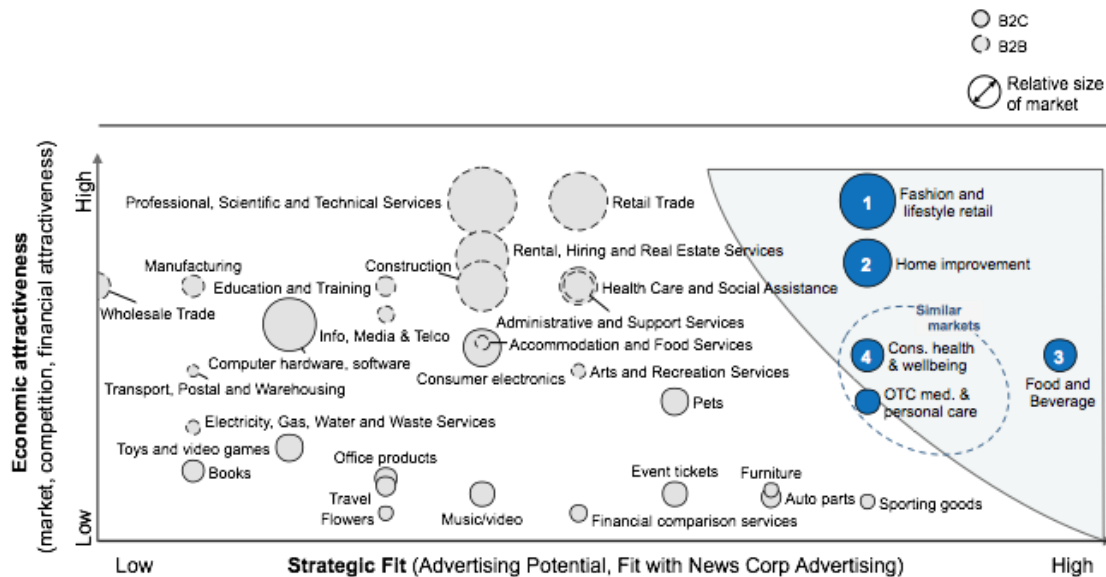 B2C
B2B
Relative size
of market
Economic attractiveness
(market, competition, financial attractiveness)
High
Low
Professional, Scientific and Technical Services
Retail Trade
1
Fashion and
lifestyle retail
Rental, Hiring and Real Estate Services
2
Home improvement
Manufacturing
Construction
Education and Training
Health Care and Social Assistance
Wholesale Trade
Similar
markets
Info, Media & Telco
Administrative and Support Services
Accommodation and Food Services
4
Cons. health
& wellbeing
3
Computer hardware, software
Consumer electronics
Arts and Recreation Services
Transport, Postal and Warehousing
Food and
Beverage
OTC med. &
personal care
Pets
Electricity, Gas, Water and Waste Services
Toys and video games
Books
Office products
Event tickets
Furniture
Travel
Auto parts
Sporting goods
Flowers
Music/video
Financial comparison services
Low
Strategic Fit (Advertising Potential, Fit with News Corp Advertising)
High